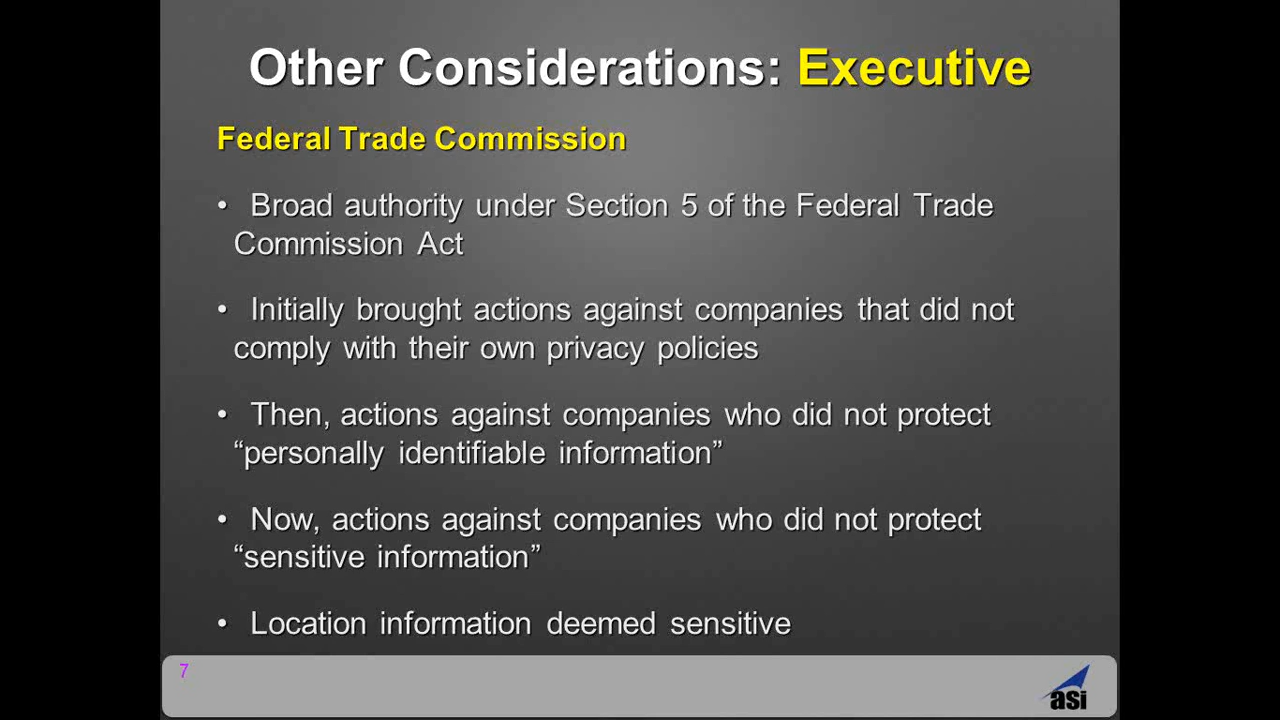 Other Considerations: Executive
Federal Trade Commission
• Broad authority under Section 5 of the Federal Trade
Commission Act
• Initially brought actions against companies that did not
comply with their own privacy policies
• Then, actions against companies who did not protect
“personally identifiable information”
• Now, actions against companies who did not protect
“sensitive information”
• Location information deemed sensitive
7
asi